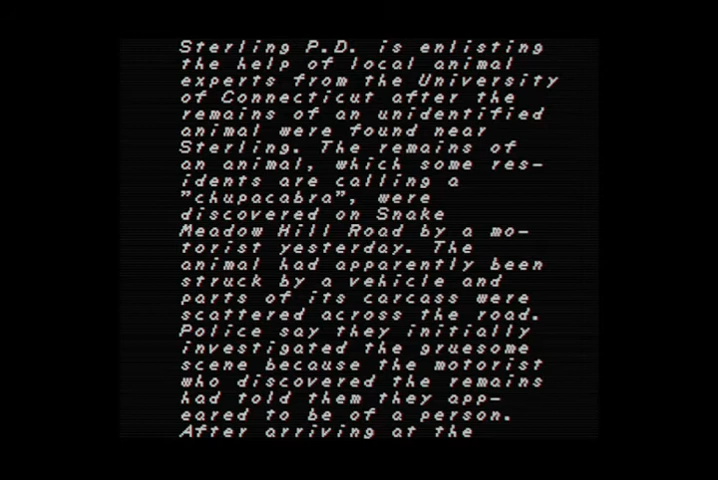 Sterling P.D. is enlisting
the help of local animal
experts from the University
of Connecticut after the
remains of an unidentified
animal were found near
Sterling. The remains of
an animal, which some res-
idents are calling a
"chupacabra", were
discovered on Snake
Meadow Hill Road by a mo-
torist yesterday. The
animal had apparently been
struck by a vehicle and
parts of its carcass were
scattered across the road.
Police say they initially
investigated the gruesome
scene because the motorist
who discovered the remains
had told them they app-
eared to be of a person.
After arriving at the